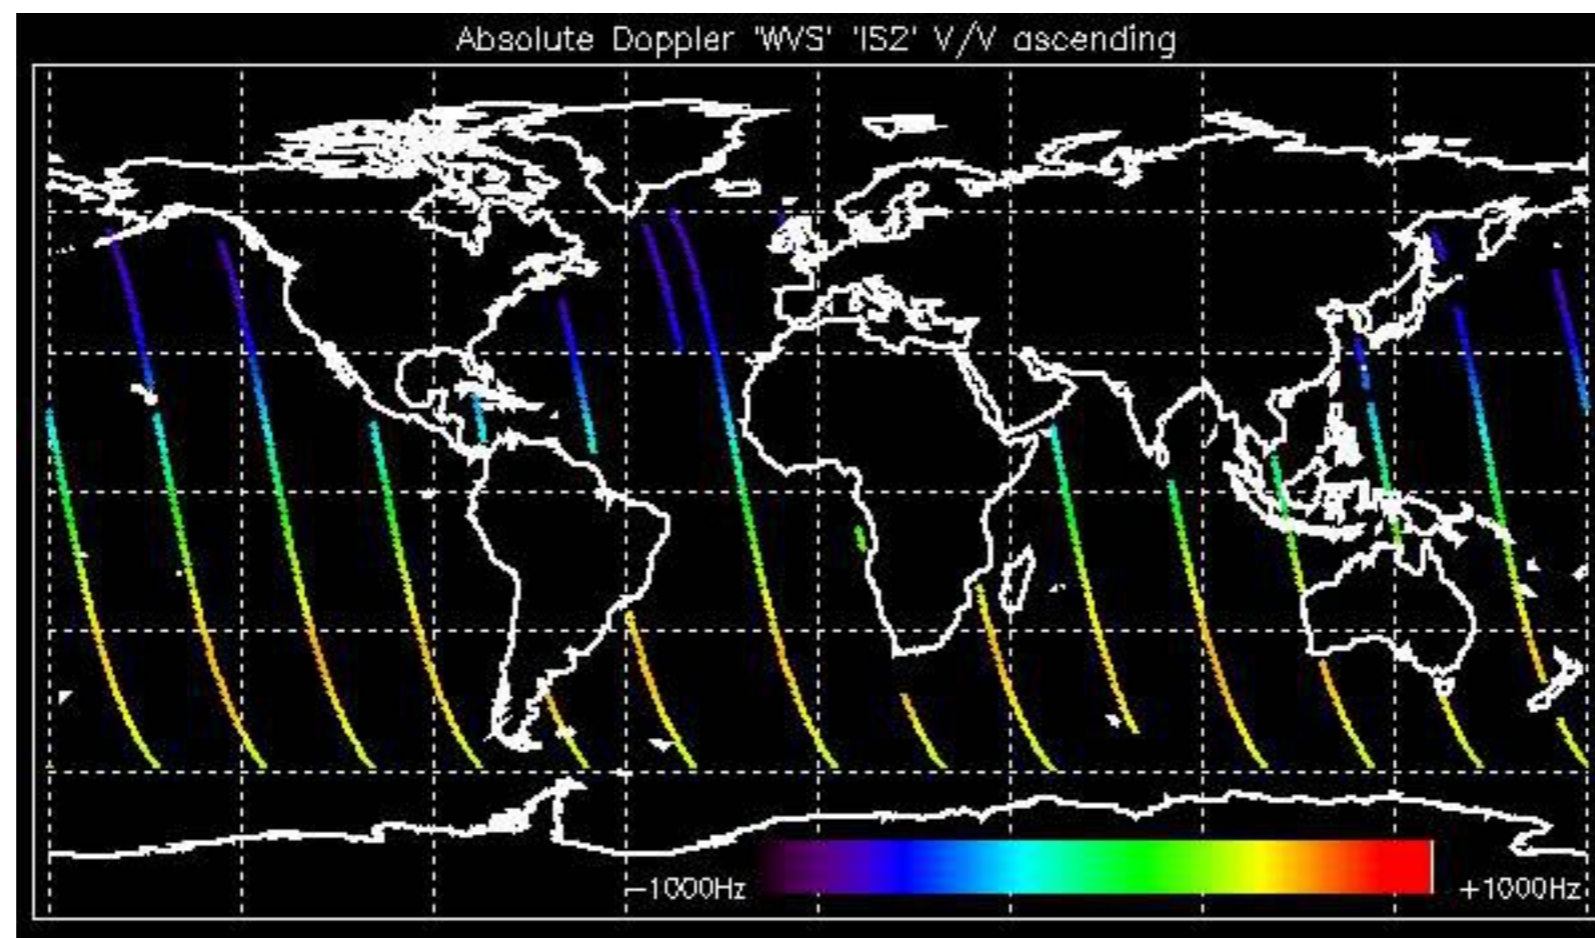 Absolute Doppler 'WVS' 'IS2' V/V ascending
-1000Hz
+1000Hz